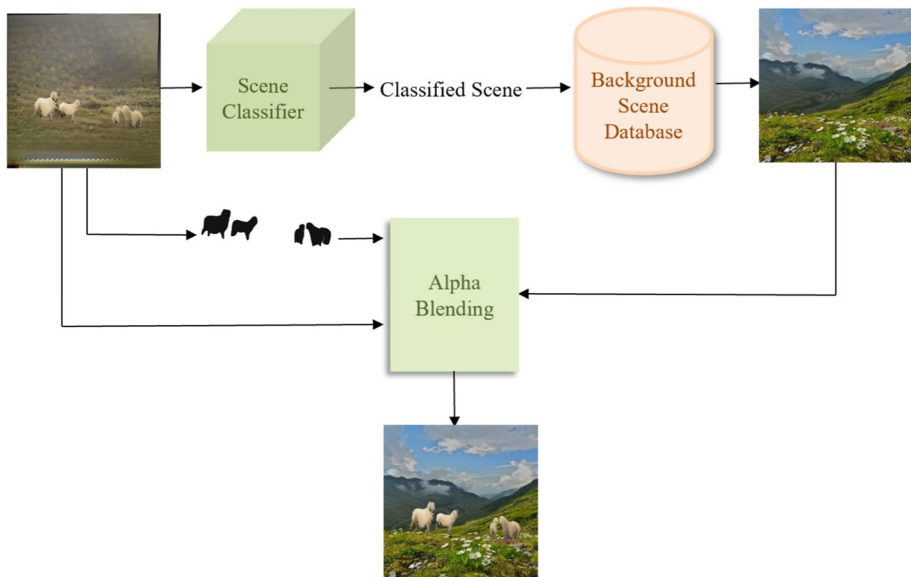 Scene
Classifier
Classified Scene
Background
Scene
Database
Alpha
Blending